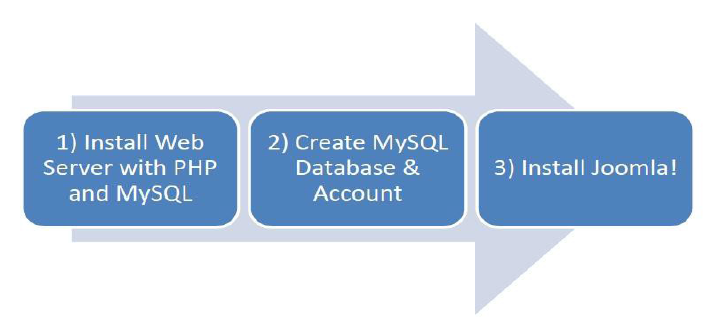 1) Install Web
Server with PHP
and MySQL
2) Create MySQL
Database &
Account
3) Install Joomla!